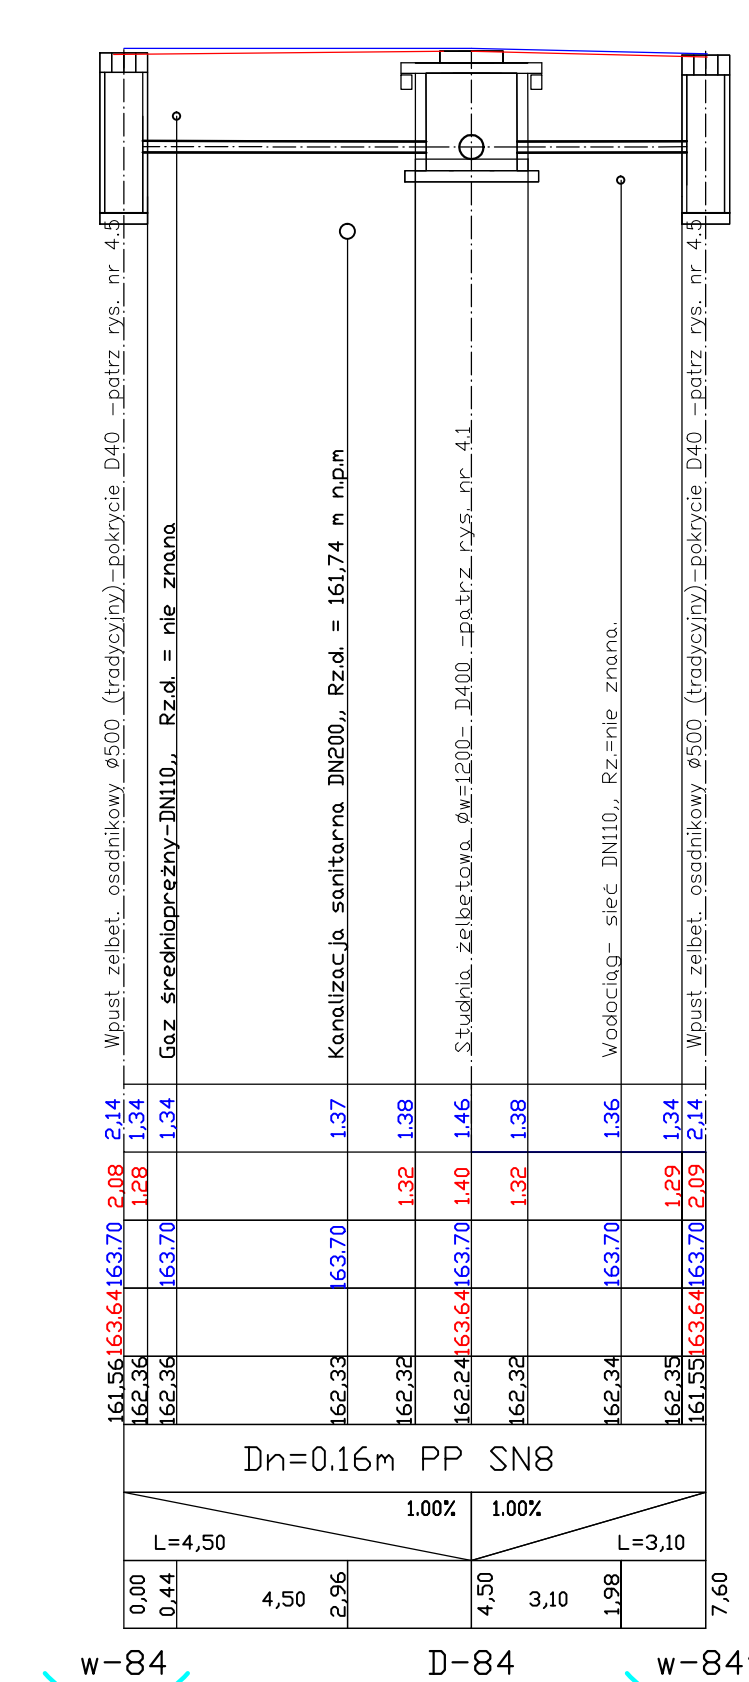 Wpust zelbet. osadnikowy ø500 (tradycyjny)-pokrycie D40 -patrz rys. nr 4.5
Gaz średnioprężny-DN110,, Rz.d. = nie znana
Kanalizacja sanitarna DN200,, Rz.d. = 161,74 m n.p.m
Studnia żelbetowa Øw=1200- D400 -patrz rys. nr 4.1
Wodociąg- sieć DN110,, Rz.=nie znana.
Wpust zelbet. osadnikowy ø500 (tradycyjny)-pokrycie D40 -patrz rys. nr 4.5
2,14 1,34 1,34 1.37 1.38 1.46 1.38 1.36 1,34 2,14
2,08 1.28 1.32 1.40 1.32 1,29 2,09
163.70 163.70 163.70 163.70 163.70 163.70
163.64 163.64 163.64
161,56 162,36 162,36 162,33 162,32 162.24 162,32 162,34 162,35 161,55
Dn=0.16m PP SN8
1.00% 1.00%
L=4,50 L=3,10
0,00 0,44 4,50 2,96 4,50 3,10 1,98 7,60
w-84 D-84 w-84